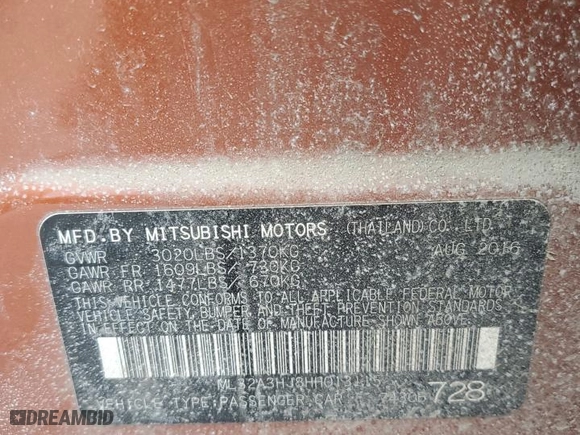 MFD.BY MITSUBISHI MOTORS (THAILAND)CO.,LTD.
GVWR 3020LBS/1370KG AUG 2016
GAWR FR 1609LBS/ 730KG
GAWR RR 1477LBS/ 670KG
THIS VEHICLE CONFORMS TO ALL APPLICABLE FEDERAL MOTOR
VEHICLE SAFETY, BUMPER, AND THEFT PREVENTION STANDARDS
IN EFFECT ON THE DATE OF MANUFACTURE SHOWN ABOVE.
VEHICLE TYPE:PASSENGER CAR 728
DREAMBID